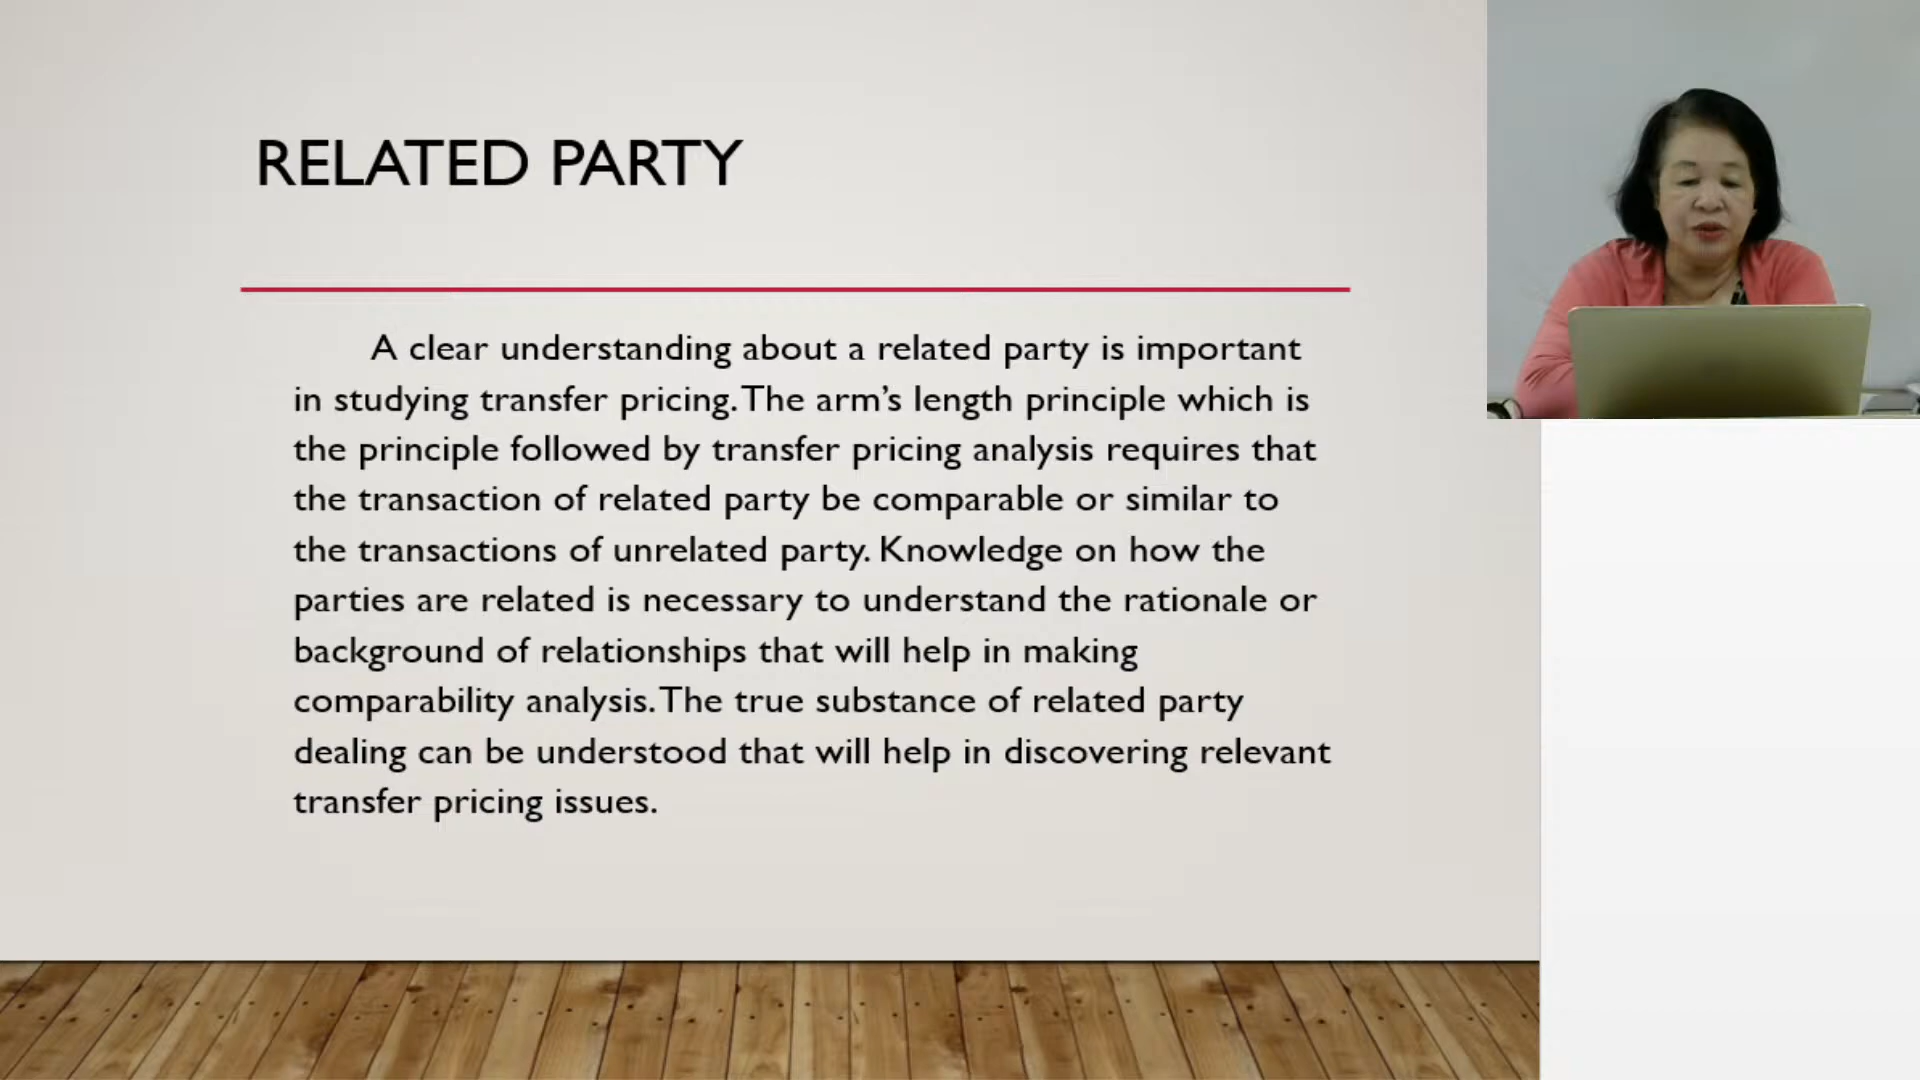 RELATED PARTY
A clear understanding about a related party is important
in studying transfer pricing. The arm’s length principle which is
the principle followed by transfer pricing analysis requires that
the transaction of related party be comparable or similar to
the transactions of unrelated party. Knowledge on how the
parties are related is necessary to understand the rationale or
background of relationships that will help in making
comparability analysis. The true substance of related party
dealing can be understood that will help in discovering relevant
transfer pricing issues.